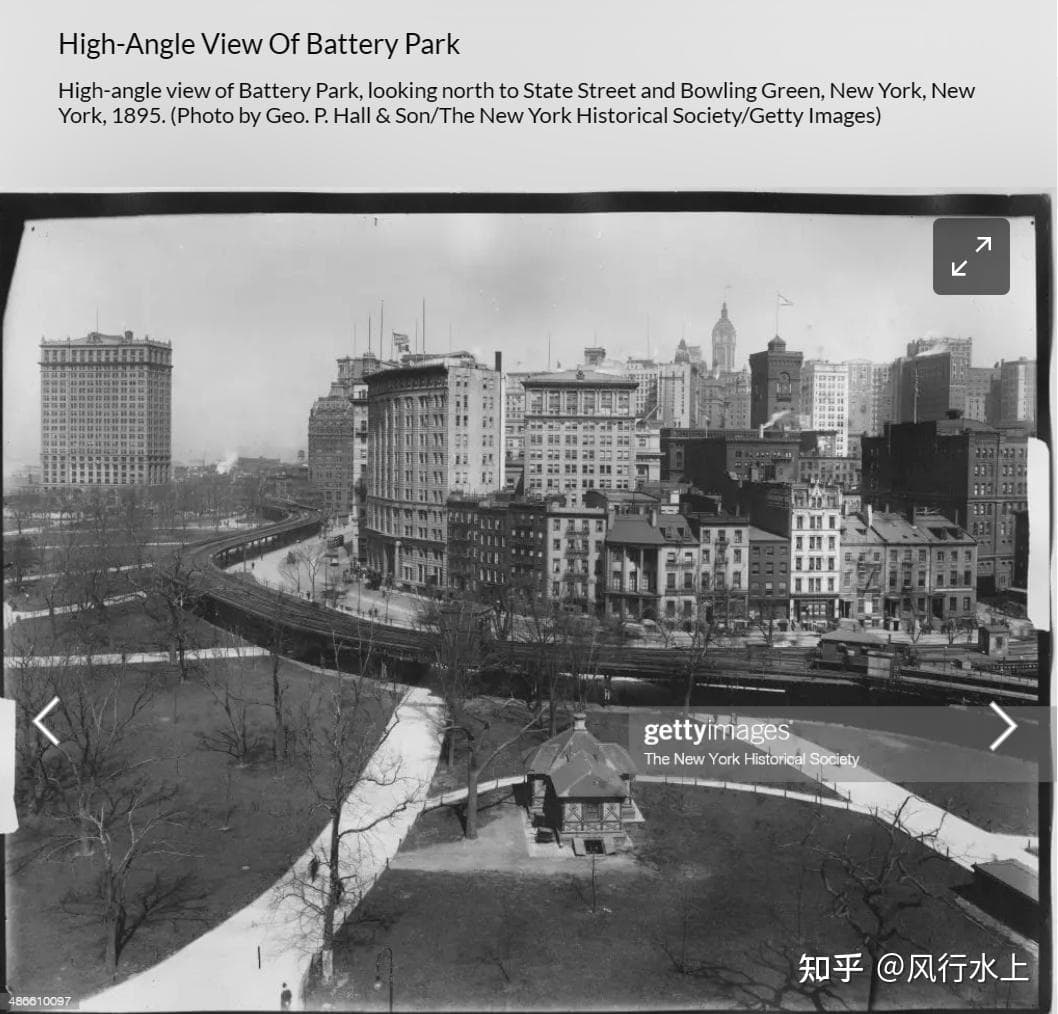 High-Angle View Of Battery Park
High-angle view of Battery Park, looking north to State Street and Bowling Green, New York, New
York, 1895. (Photo by Geo. P. Hall & Son/The New York Historical Society/Getty Images)
gettyimages
The New York Historical Society
知乎 @风行水上
486610097